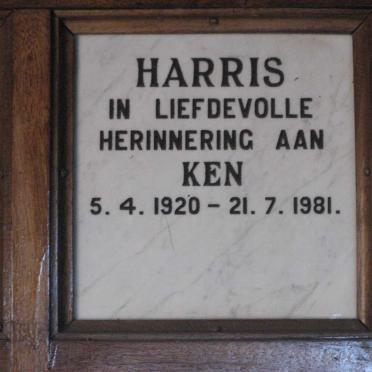 HARRIS
IN LIEFDEVOLLE
HERINNERING AAN
KEN
5. 4. 1920 - 21. 7. 1981.